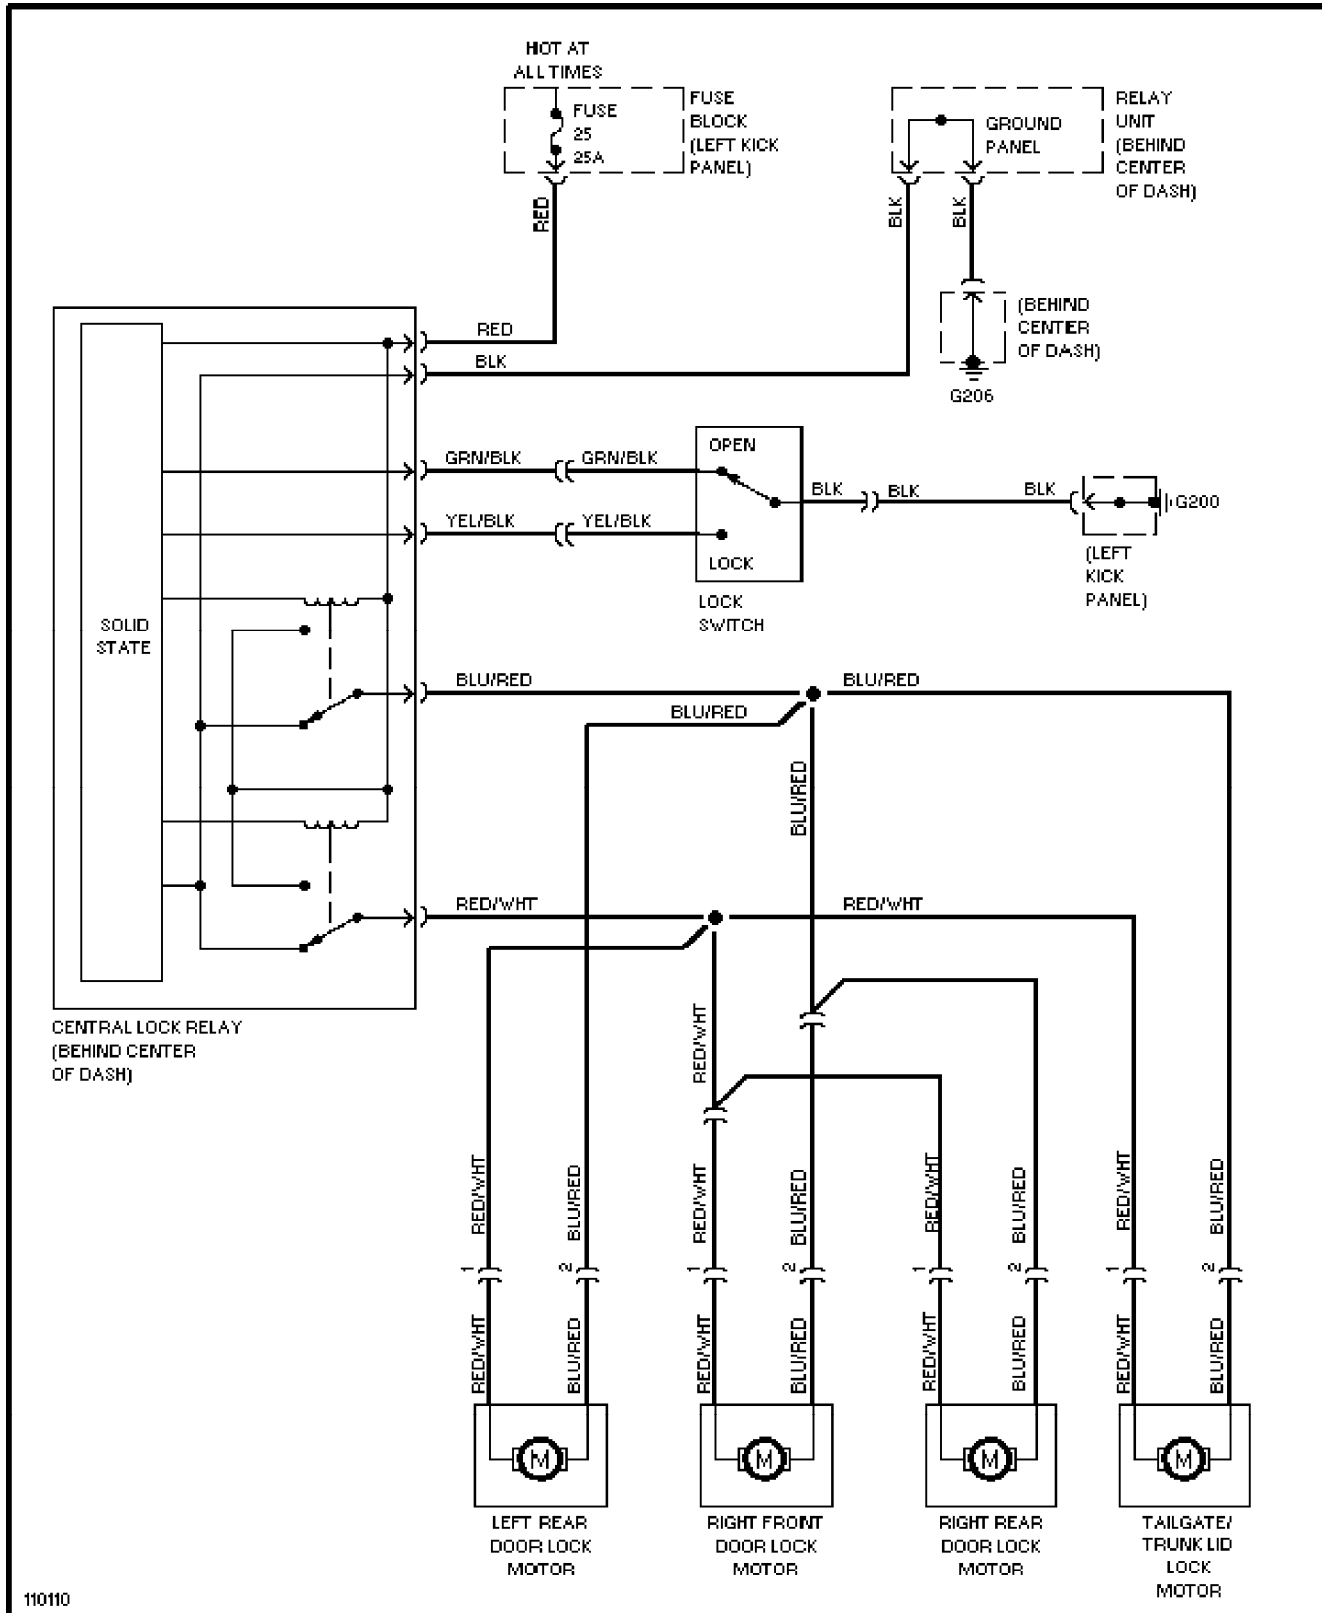 HOT AT
ALL TIMES
FUSE
25
25A
FUSE
BLOCK
(LEFT KICK
PANEL)
GROUND
PANEL
RELAY
UNIT
(BEHIND
CENTER
OF DASH)
RED
BLK
BLK
(BEHIND
CENTER
OF DASH)
G206
RED
BLK
OPEN
GRN/BLK
GRN/BLK
YEL/BLK
YEL/BLK
LOCK
LOCK
SWITCH
BLK
BLK
BLK
G200
(LEFT
KICK
PANEL)
SOLID
STATE
BLU/RED
BLU/RED
BLU/RED
BLU/RED
RED/WHT
RED/WHT
CENTRAL LOCK RELAY
(BEHIND CENTER
OF DASH)
RED/WHT
RED/WHT
BLU/RED
RED/WHT
BLU/RED
RED/WHT
BLU/RED
RED/WHT
BLU/RED
1
2
1
2
1
2
1
2
RED/WHT
BLU/RED
RED/WHT
BLU/RED
RED/WHT
BLU/RED
RED/WHT
BLU/RED
M
M
M
M
LEFT REAR
DOOR LOCK
MOTOR
RIGHT FRONT
DOOR LOCK
MOTOR
RIGHT REAR
DOOR LOCK
MOTOR
TAILGATE/
TRUNK LID
LOCK
MOTOR
110110